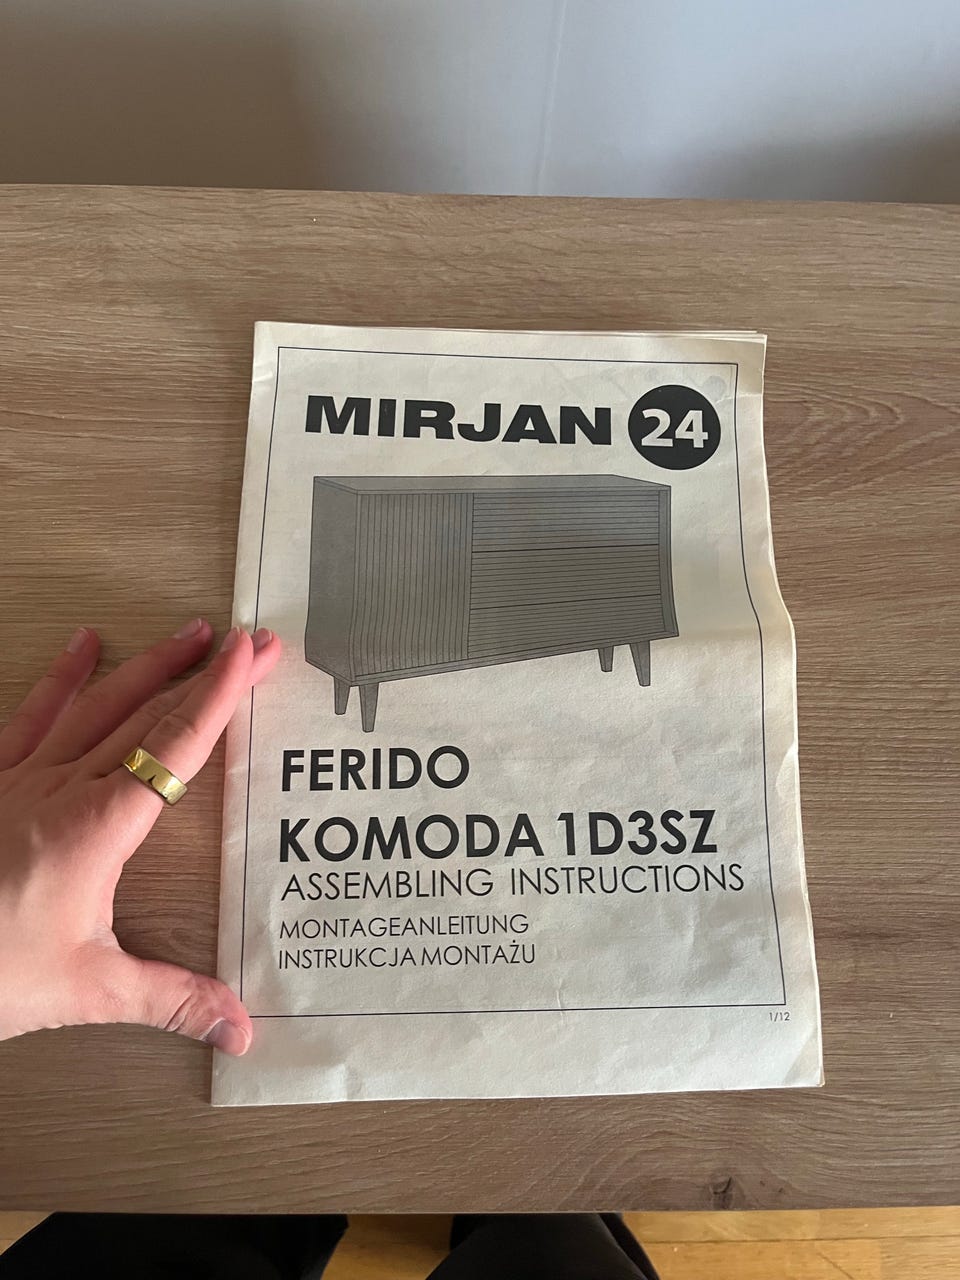 MIRJAN 24
FERIDO
KOMODA 1D3SZ
ASSEMBLING INSTRUCTIONS
MONTAGEANLEITUNG
INSTRUKCJA MONTAŻU
1/12